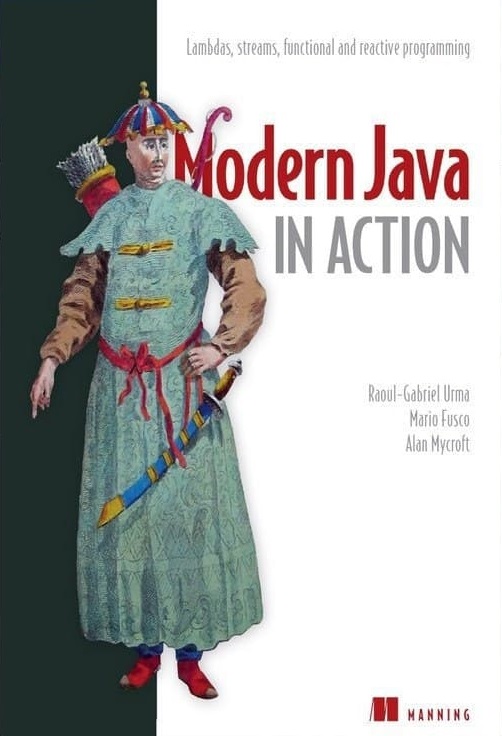 Lambdas, streams, functional and reactive programming
Modern Java
IN ACTION
Raoul-Gabriel Urma
Mario Fusco
Alan Mycroft
MANNING